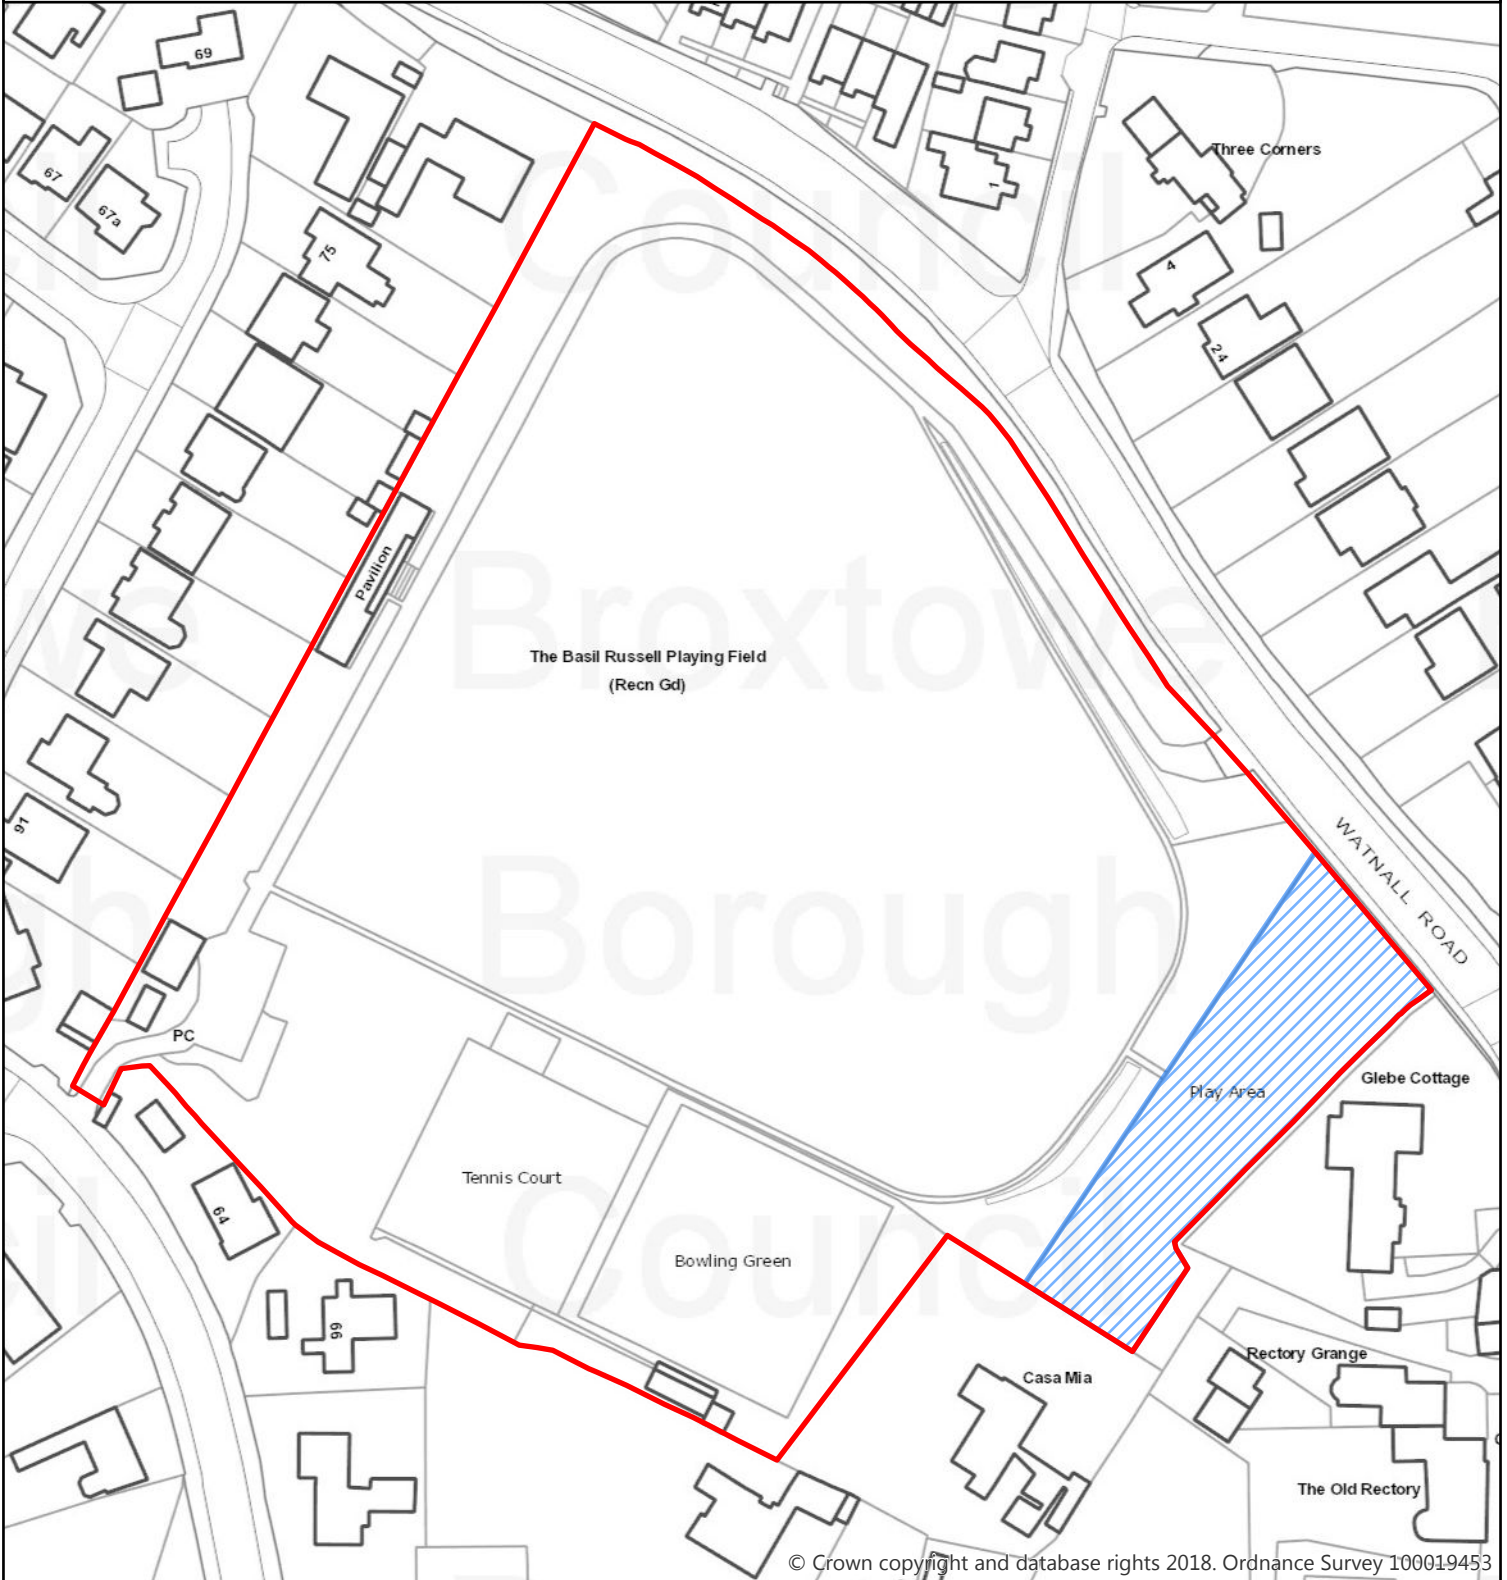 69
67
67a
75
1
Three Corners
4
24
Pavilion
The Basil Russell Playing Field
(Recn Gd)
91
WATNALL ROAD
PC
Play Area
Glebe Cottage
Tennis Court
64
Bowling Green
66
Casa Mia
Rectory Grange
The Old Rectory
Council
Broxtowe
Borough
Council
© Crown copyright and database rights 2018. Ordnance Survey 100019453